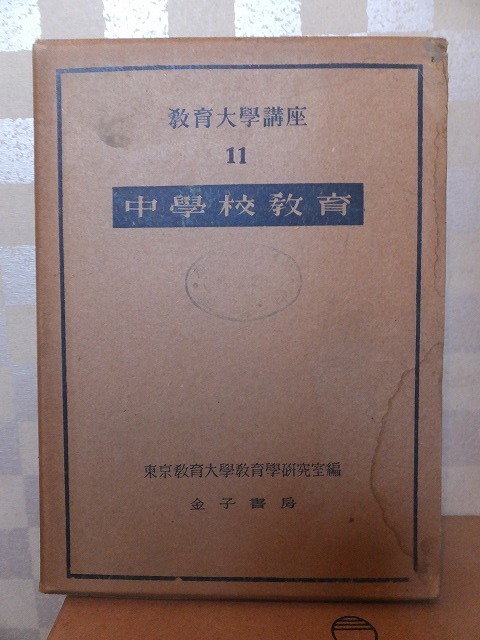 教育大學講座
11
中學校教育
東京教育大學教育學硏究室編
金子書房